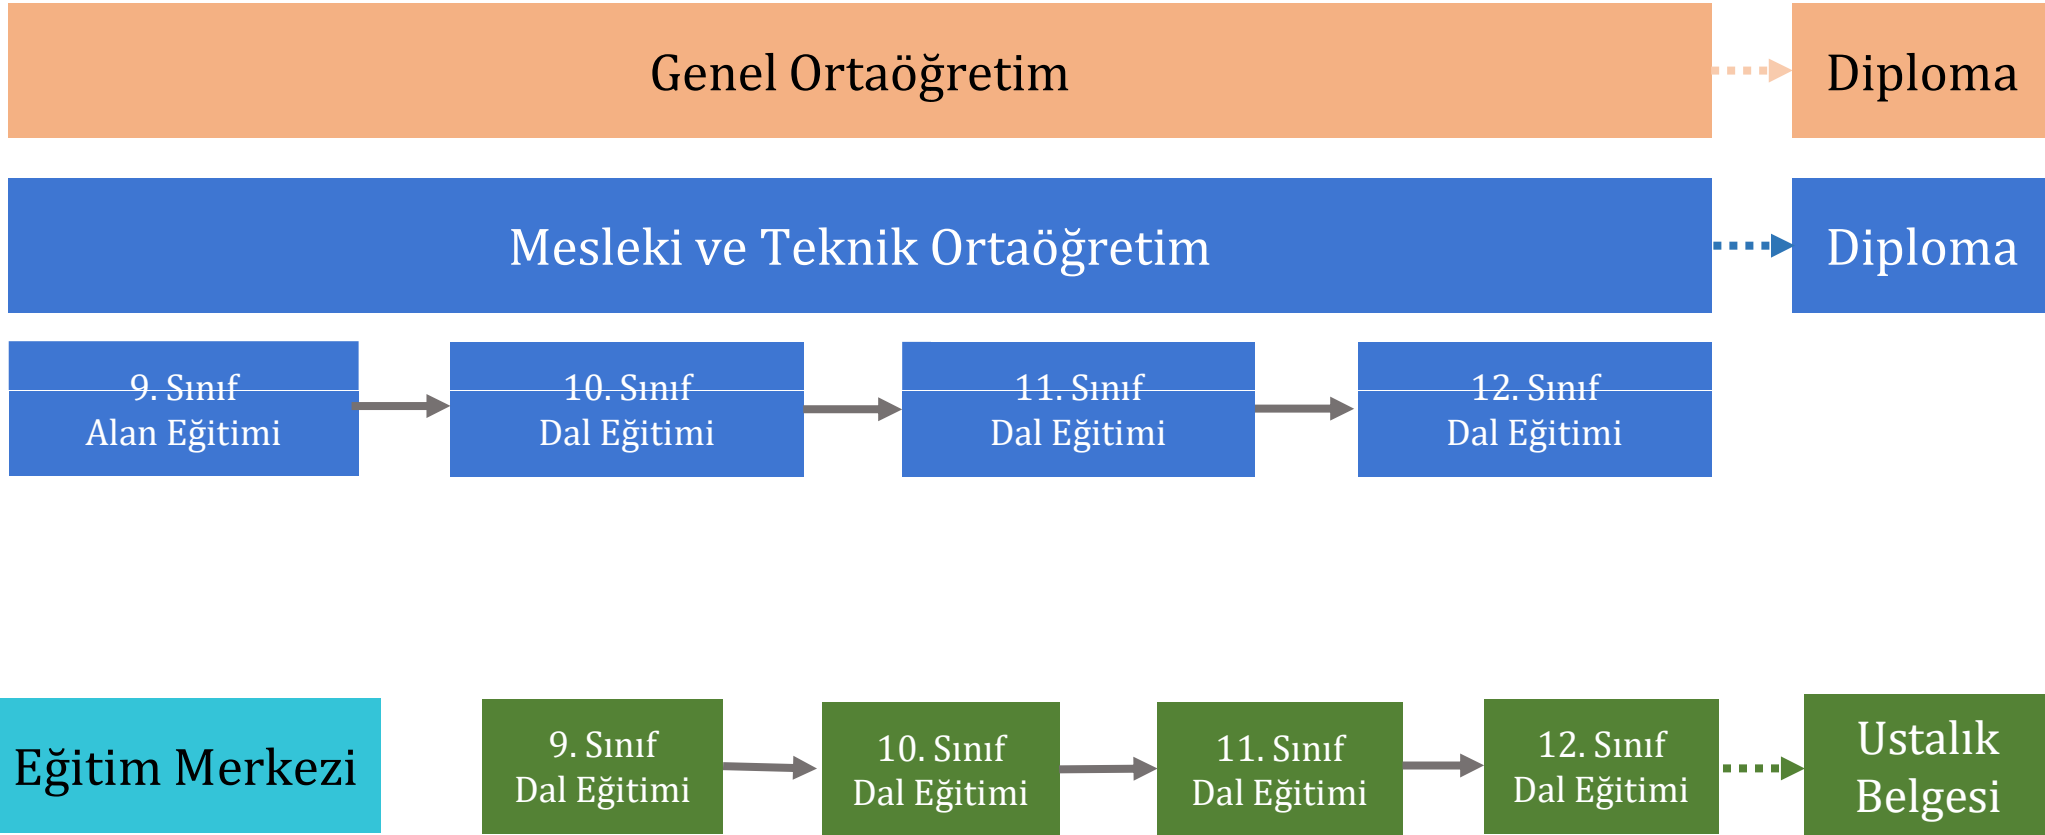 Genel Ortaöğretim
Diploma
Mesleki ve Teknik Ortaöğretim
Diploma
9. Sınıf
Alan Eğitimi
10. Sınıf
Dal Eğitimi
11. Sınıf
Dal Eğitimi
12. Sınıf
Dal Eğitimi
Eğitim Merkezi
9. Sınıf
Dal Eğitimi
10. Sınıf
Dal Eğitimi
11. Sınıf
Dal Eğitimi
12. Sınıf
Dal Eğitimi
Ustalık
Belgesi